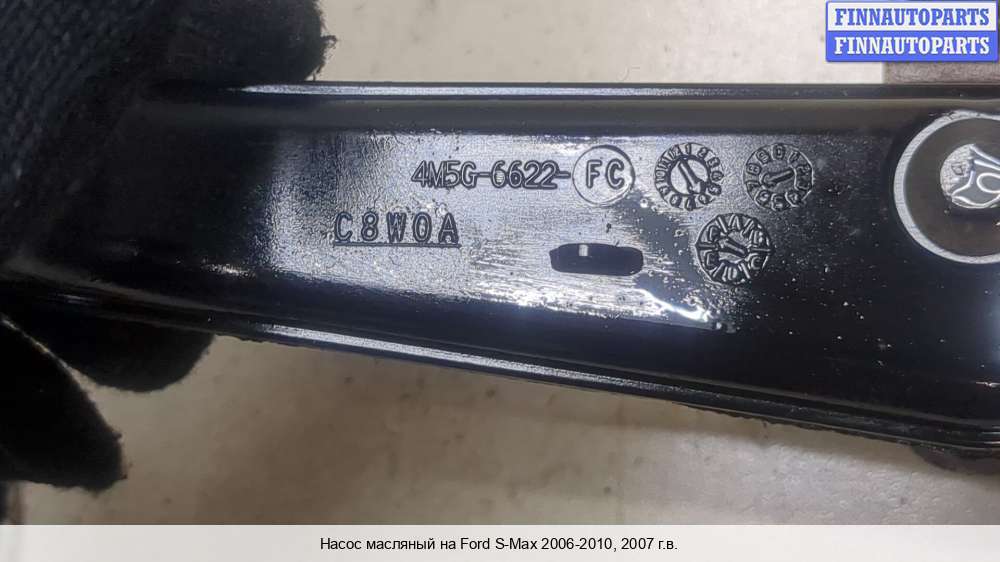 FINNAUTOPARTS
FINNAUTOPARTS
4M5G-6622-FC
C8W0A
Насос масляный на Ford S-Max 2006-2010, 2007 г.в.